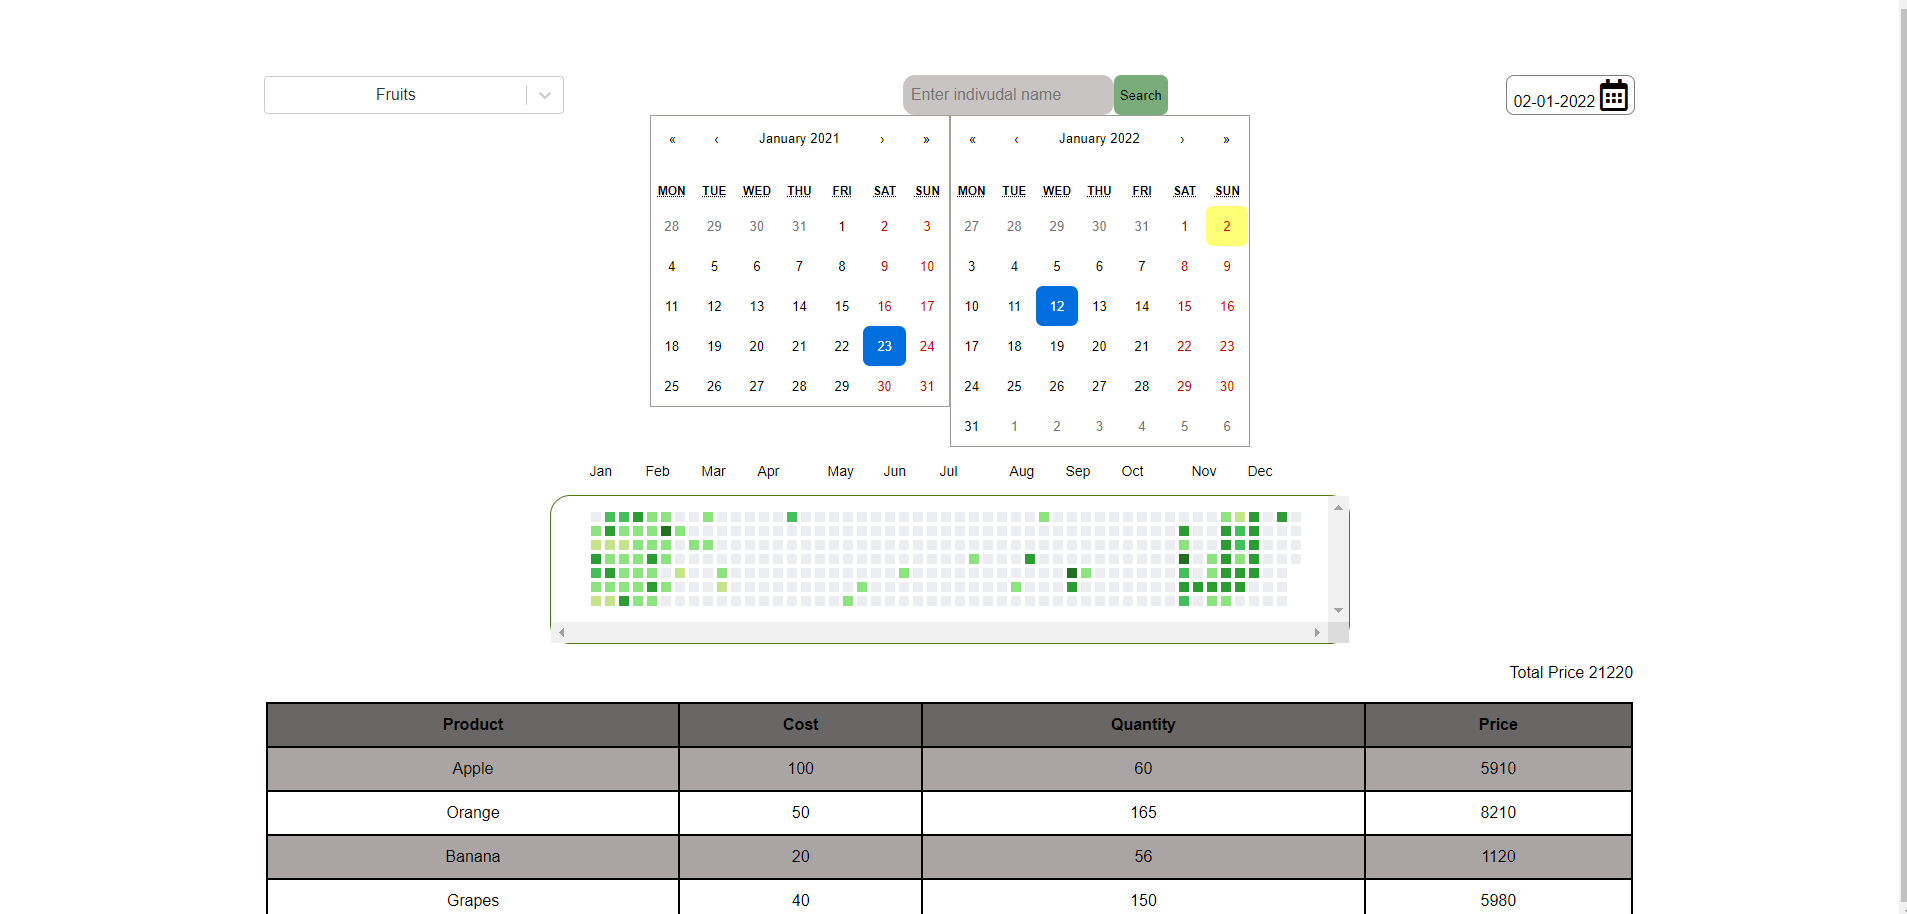 Fruits
Enter indivudal name
Search
02-01-2022
« ‹ January 2021 › »
MON TUE WED THU FRI SAT SUN
28 29 30 31 1 2 3
4 5 6 7 8 9 10
11 12 13 14 15 16 17
18 19 20 21 22 23 24
25 26 27 28 29 30 31
« ‹ January 2022 › »
MON TUE WED THU FRI SAT SUN
27 28 29 30 31 1 2
3 4 5 6 7 8 9
10 11 12 13 14 15 16
17 18 19 20 21 22 23
24 25 26 27 28 29 30
31 1 2 3 4 5 6
Jan Feb Mar Apr May Jun Jul Aug Sep Oct Nov Dec
Total Price 21220
Product Cost Quantity Price
Apple 100 60 5910
Orange 50 165 8210
Banana 20 56 1120
Grapes 40 150 5980